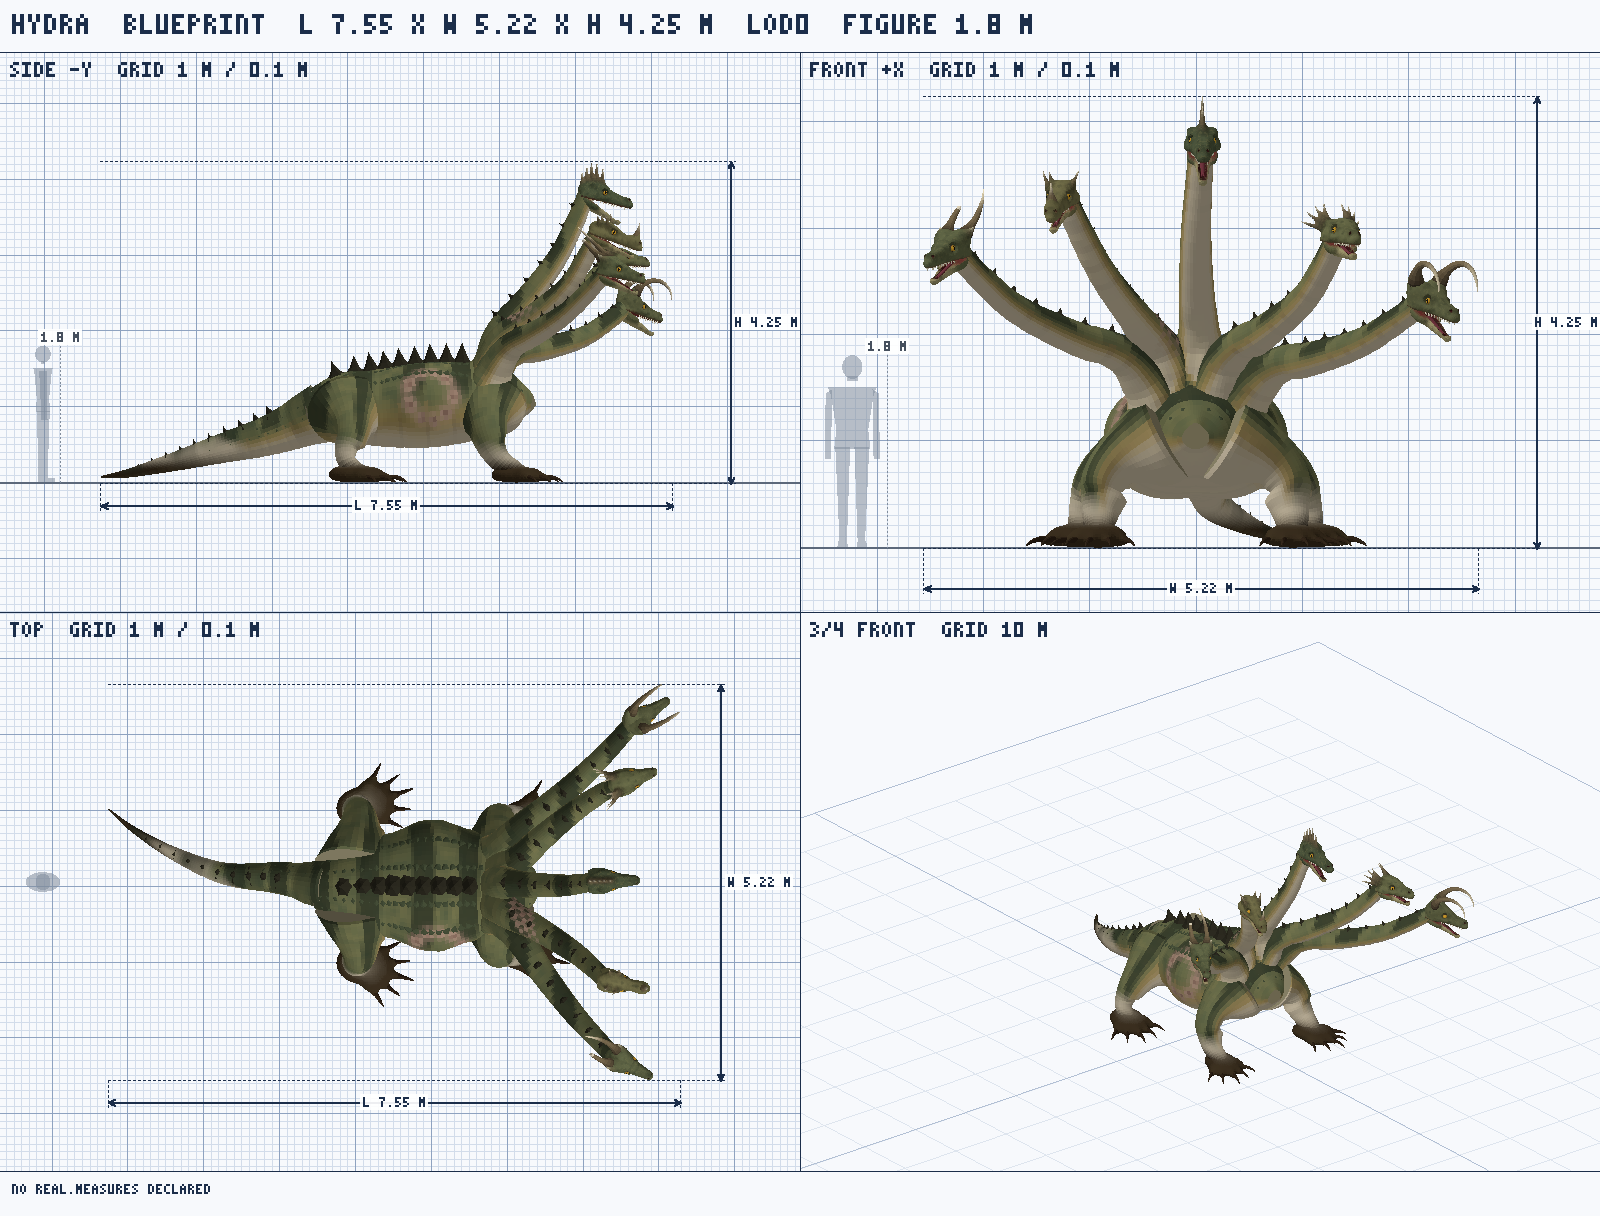 HYDRA BLUEPRINT L 7.55 X W 5.22 X H 4.25 M LOD0 FIGURE 1.8 M
SIDE -Y GRID 1 M / 0.1 M
1.8 M
H 4.25 M
L 7.55 M
FRONT +X GRID 1 M / 0.1 M
1.8 M
H 4.25 M
W 5.22 M
TOP GRID 1 M / 0.1 M
W 5.22 M
L 7.55 M
3/4 FRONT GRID 10 M
NO REAL.MEASURES DECLARED